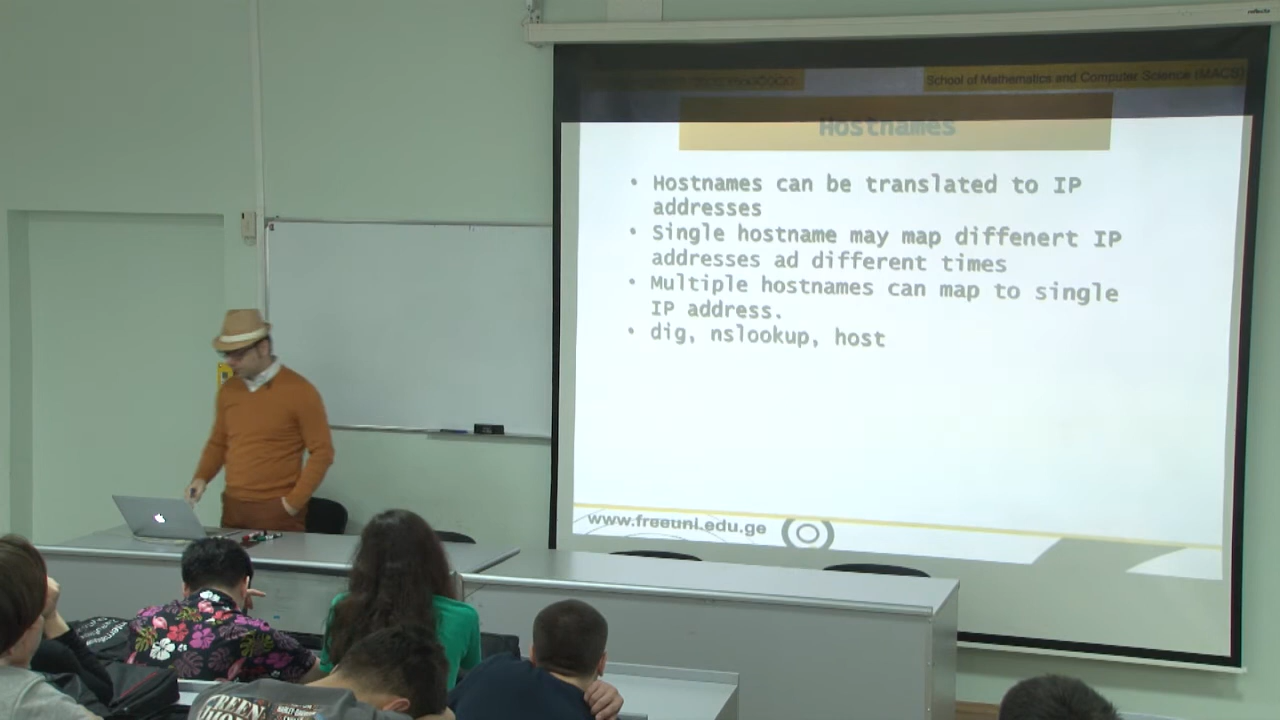 School of Mathematics and Computer Science (MACS)
Hostnames
• Hostnames can be translated to IP
addresses
• Single hostname may map diffenert IP
addresses ad different times
• Multiple hostnames can map to single
IP address.
• dig, nslookup, host
www.freeuni.edu.ge